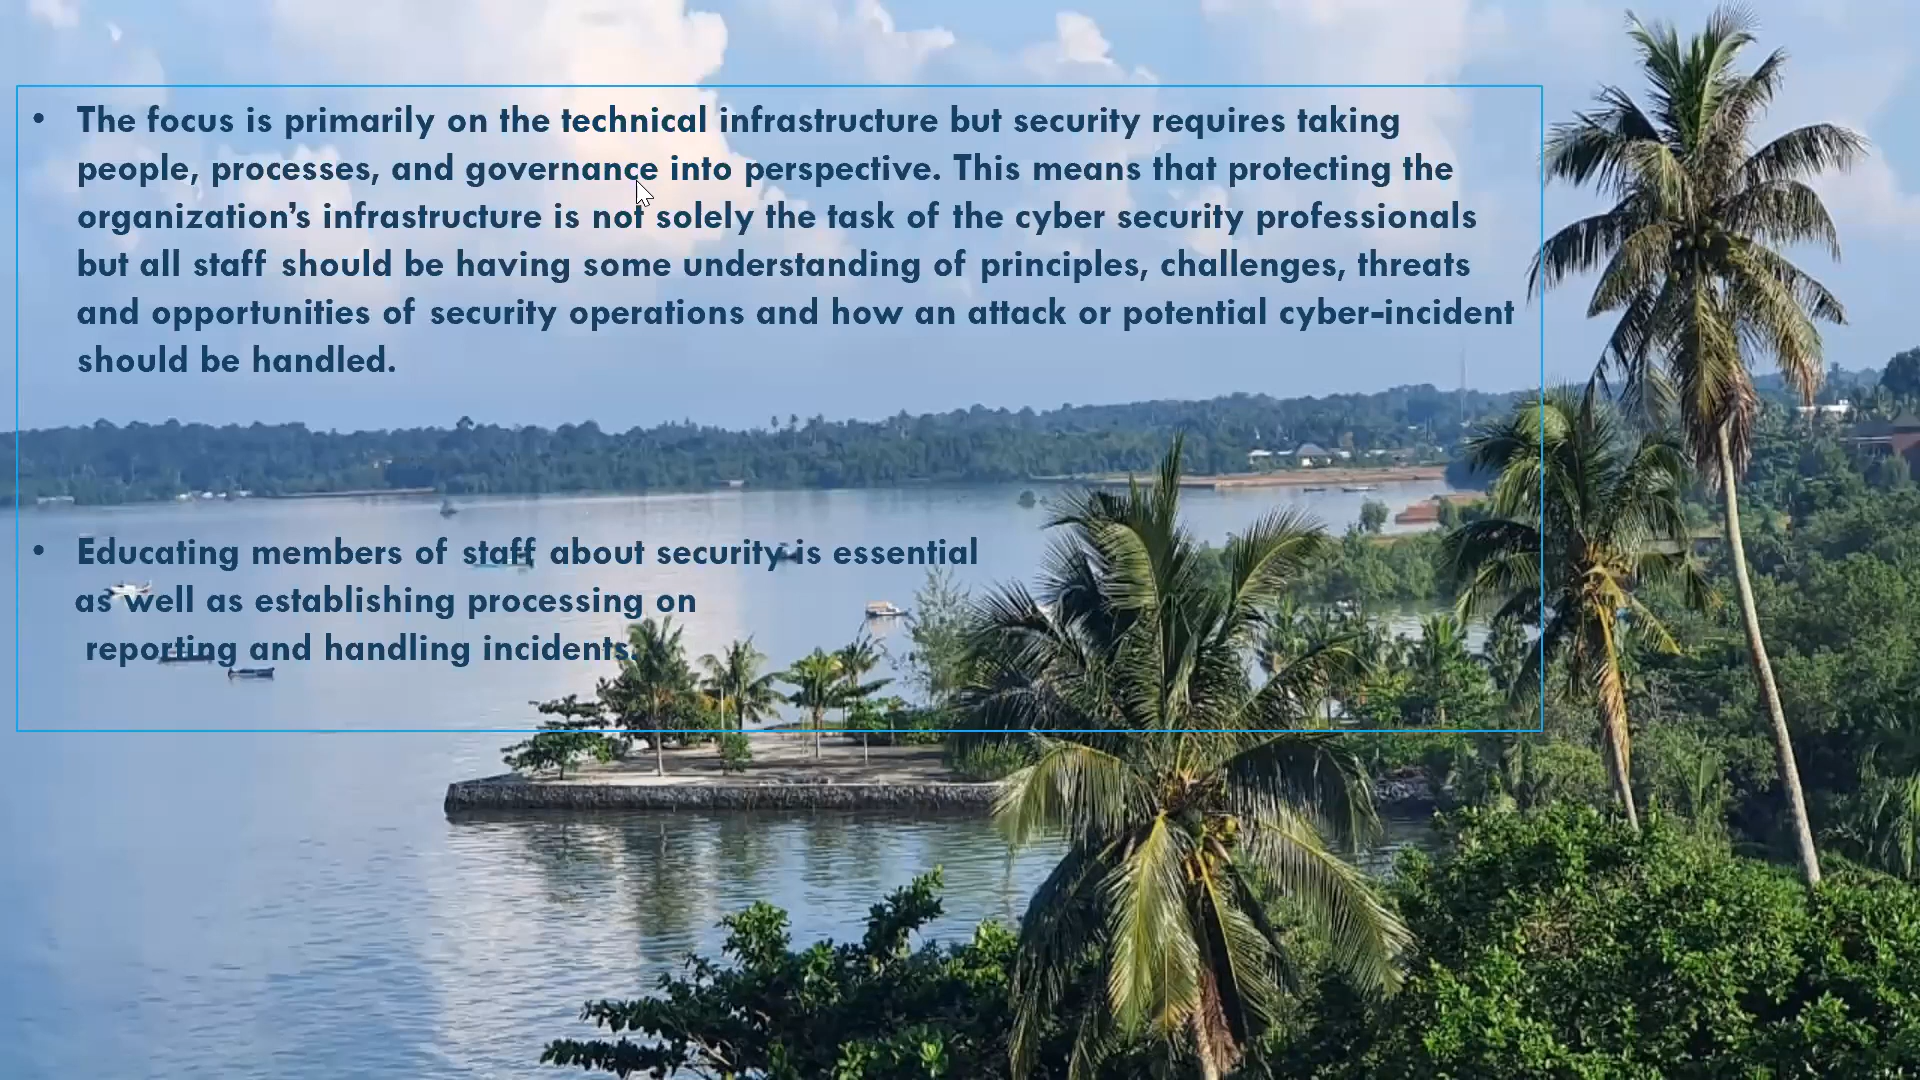 • The focus is primarily on the technical infrastructure but security requires taking
people, processes, and governance into perspective. This means that protecting the
organization’s infrastructure is not solely the task of the cyber security professionals
but all staff should be having some understanding of principles, challenges, threats
and opportunities of security operations and how an attack or potential cyber-incident
should be handled.
• Educating members of staff about security is essential
as well as establishing processing on
reporting and handling incidents.